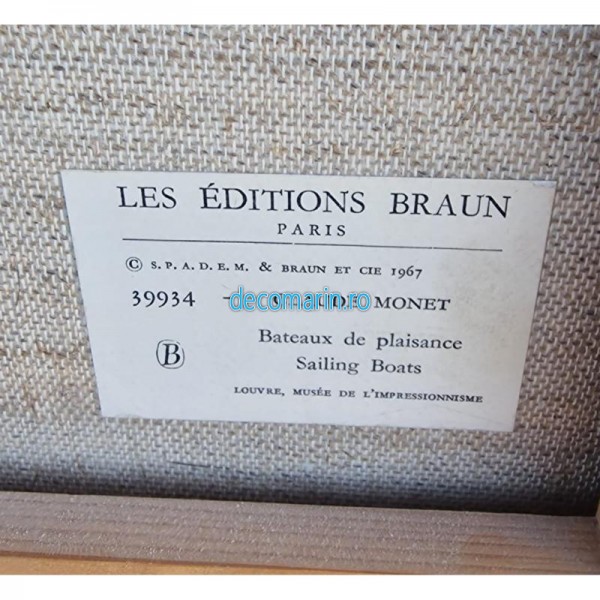 LES ÉDITIONS BRAUN
PARIS
© S. P. A. D. E. M. & BRAUN ET CIE 1967
39934 MONET
decomarin.ro
Bateaux de plaisance
B
Sailing Boats
LOUVRE, MUSÉE DE L'IMPRESSIONNISME